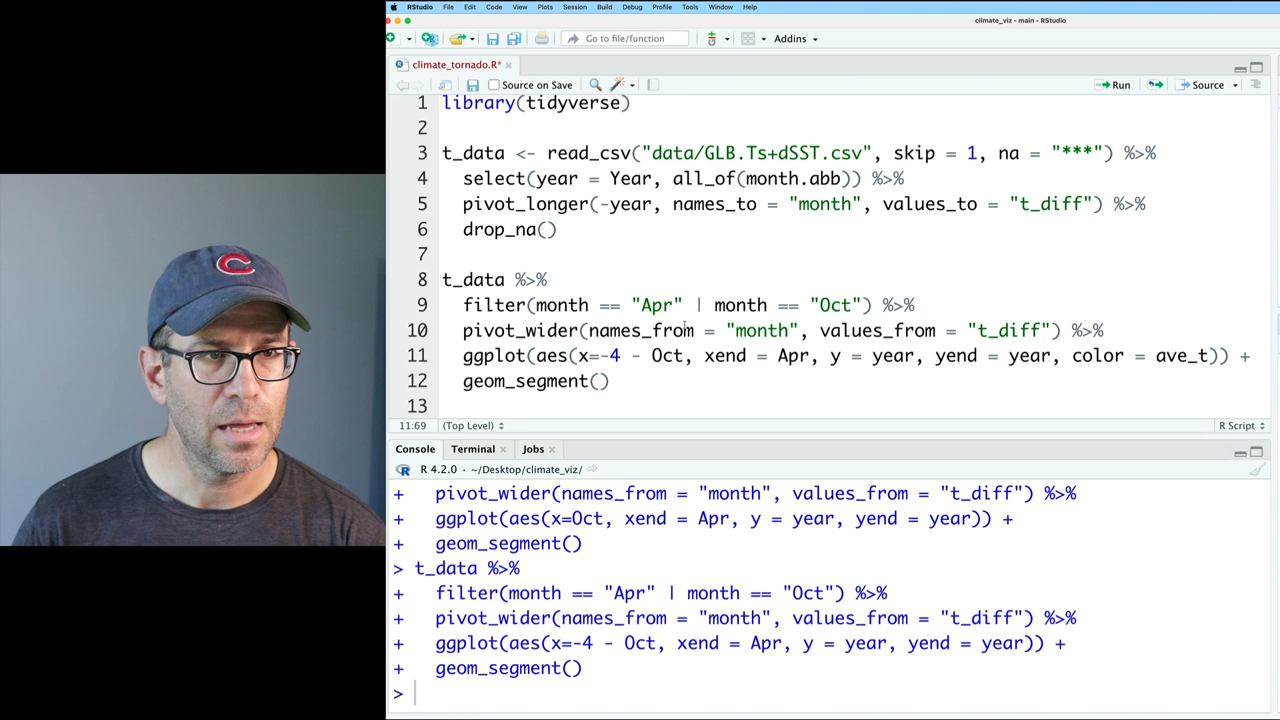 RStudio File Edit Code View Plots Session Build Debug Profile Tools Window Help
climate_viz - main - RStudio
Go to file/function Addins
climate_tornado.R*
Source on Save Run Source
1 library(tidyverse)
2
3 t_data <- read_csv("data/GLB.Ts+dSST.csv", skip = 1, na = "***") %>%
4 select(year = Year, all_of(month.abb)) %>%
5 pivot_longer(-year, names_to = "month", values_to = "t_diff") %>%
6 drop_na()
7
8 t_data %>%
9 filter(month == "Apr" | month == "Oct") %>%
10 pivot_wider(names_from = "month", values_from = "t_diff") %>%
11 ggplot(aes(x=-4 - Oct, xend = Apr, y = year, yend = year, color = ave_t)) +
12 geom_segment()
13
11:69 (Top Level) R Script
Console Terminal Jobs
R 4.2.0 · ~/Desktop/climate_viz/
+ pivot_wider(names_from = "month", values_from = "t_diff") %>%
+ ggplot(aes(x=Oct, xend = Apr, y = year, yend = year)) +
+ geom_segment()
> t_data %>%
+ filter(month == "Apr" | month == "Oct") %>%
+ pivot_wider(names_from = "month", values_from = "t_diff") %>%
+ ggplot(aes(x=-4 - Oct, xend = Apr, y = year, yend = year)) +
+ geom_segment()
>
C